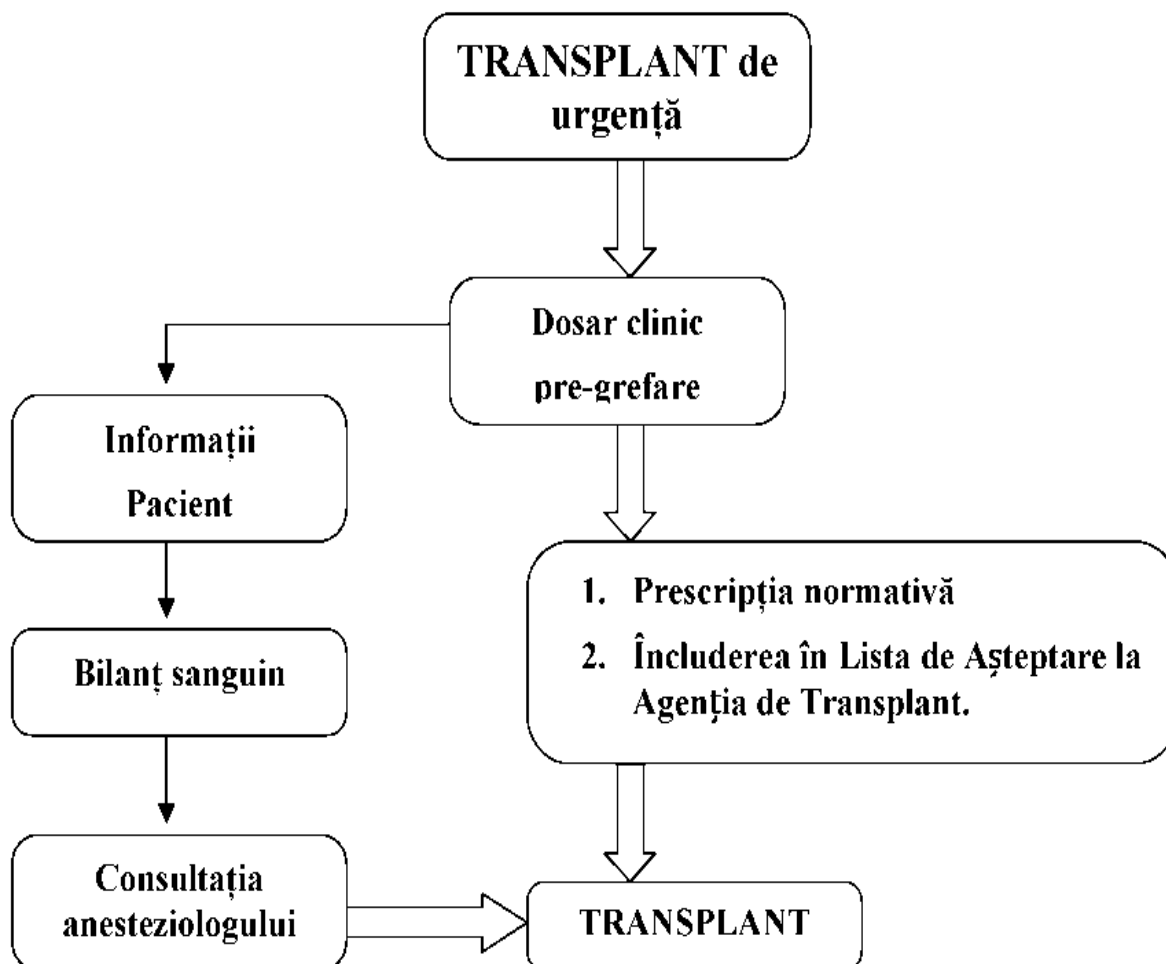 TRANSPLANT de
urgență
Dosar clinic
pre-grefare
Informații
Pacient
1. Prescripția normativă
2. Încluderea în Lista de Așteptare la
Agenția de Transplant.
Bilanț sanguin
Consultația
anesteziologului
TRANSPLANT